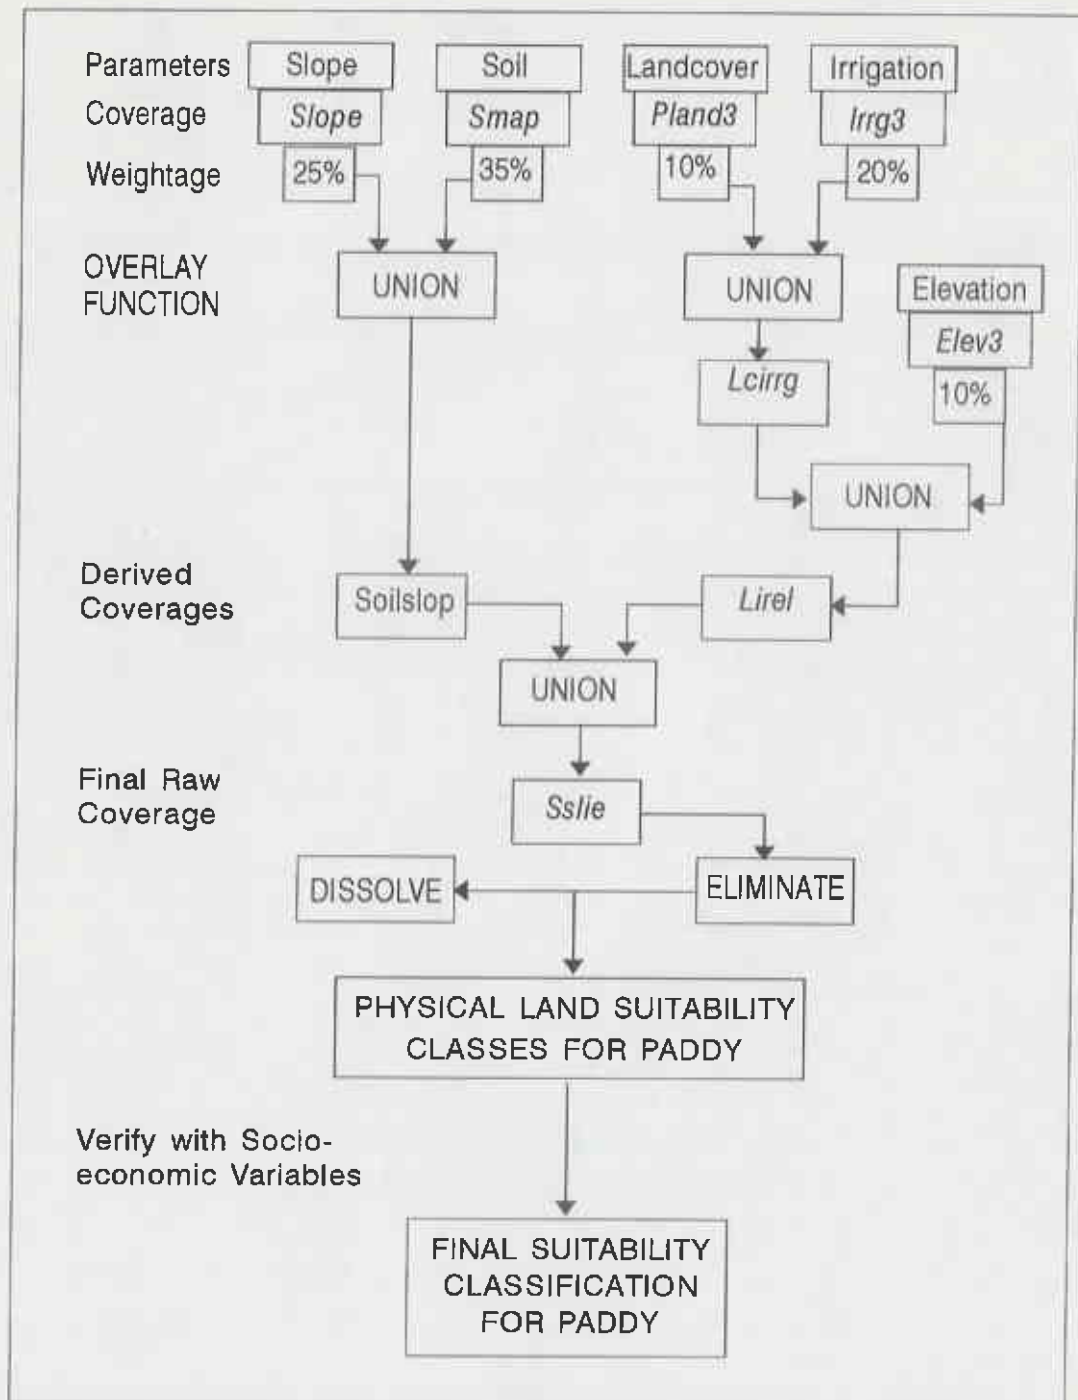 Parameters Slope Soil Landcover Irrigation
Coverage Slope Smap Pland3 Irrg3
Weightage 25% 35% 10% 20%
OVERLAY
FUNCTION
UNION UNION
Elevation
Elev3
10%
Lcirrg
UNION
Derived
Coverages
Soilslop Lirel
UNION
Final Raw
Coverage
Sslie
DISSOLVE ELIMINATE
PHYSICAL LAND SUITABILITY
CLASSES FOR PADDY
Verify with Socio-
economic Variables
FINAL SUITABILITY
CLASSIFICATION
FOR PADDY